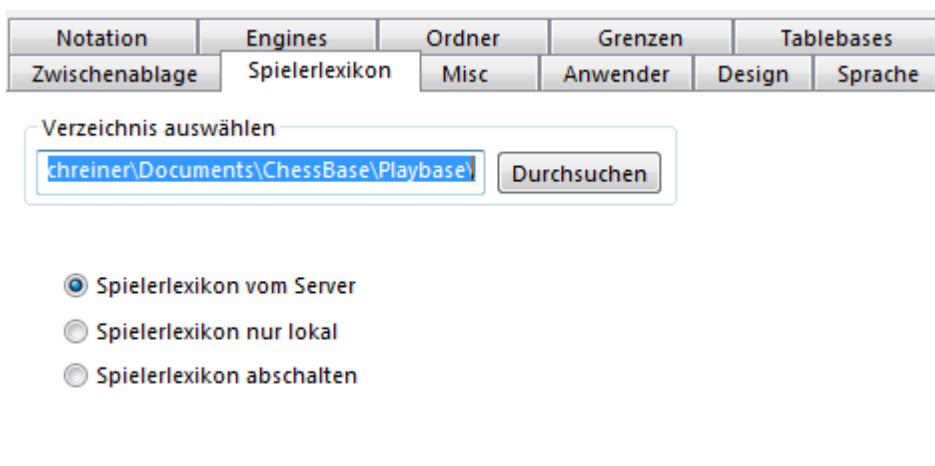 Notation Engines Ordner Grenzen Tablebases
Zwischenablage Spielerlexikon Misc Anwender Design Sprache
Verzeichnis auswählen
chreiner\Documents\ChessBase\Playbase\ Durchsuchen
Spielerlexikon vom Server
Spielerlexikon nur lokal
Spielerlexikon abschalten